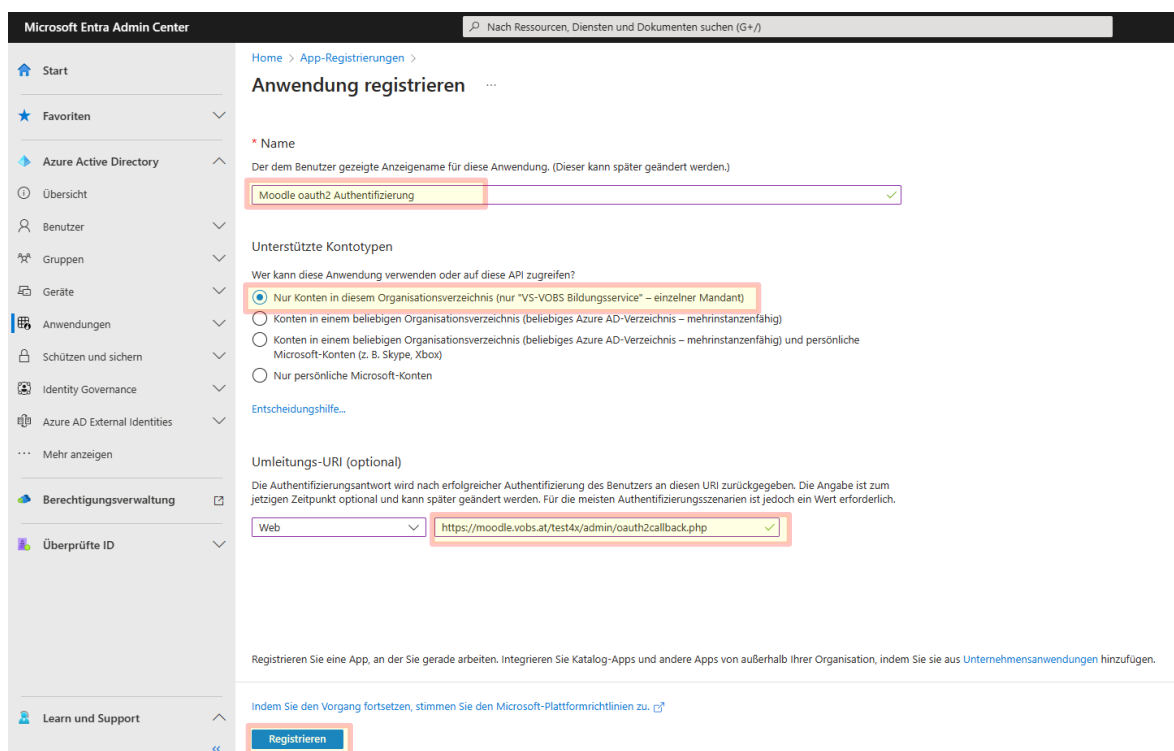 Microsoft Entra Admin Center
Nach Ressourcen, Diensten und Dokumenten suchen (G+/)
Start
Favoriten
Azure Active Directory
Übersicht
Benutzer
Gruppen
Geräte
Anwendungen
Schützen und sichern
Identity Governance
Azure AD External Identities
Mehr anzeigen
Berechtigungsverwaltung
Überprüfte ID
Learn und Support
Home > App-Registrierungen >
Anwendung registrieren ...
* Name
Der dem Benutzer gezeigte Anzeigename für diese Anwendung. (Dieser kann später geändert werden.)
Moodle oauth2 Authentifizierung
Unterstützte Kontotypen
Wer kann diese Anwendung verwenden oder auf diese API zugreifen?
Nur Konten in diesem Organisationsverzeichnis (nur "VS-VOBS Bildungsservice" – einzelner Mandant)
Konten in einem beliebigen Organisationsverzeichnis (beliebiges Azure AD-Verzeichnis – mehrinstanzenfähig)
Konten in einem beliebigen Organisationsverzeichnis (beliebiges Azure AD-Verzeichnis – mehrinstanzenfähig) und persönliche
Microsoft-Konten (z. B. Skype, Xbox)
Nur persönliche Microsoft-Konten
Entscheidungshilfe...
Umleitungs-URI (optional)
Die Authentifizierungsantwort wird nach erfolgreicher Authentifizierung des Benutzers an diesen URI zurückgegeben. Die Angabe ist zum
jetzigen Zeitpunkt optional und kann später geändert werden. Für die meisten Authentifizierungsszenarien ist jedoch ein Wert erforderlich.
Web
https://moodle.vobs.at/test4x/admin/oauth2callback.php
Registrieren Sie eine App, an der Sie gerade arbeiten. Integrieren Sie Katalog-Apps und andere Apps von außerhalb Ihrer Organisation, indem Sie sie aus Unternehmensanwendungen hinzufügen.
Indem Sie den Vorgang fortsetzen, stimmen Sie den Microsoft-Plattformrichtlinien zu.
Registrieren